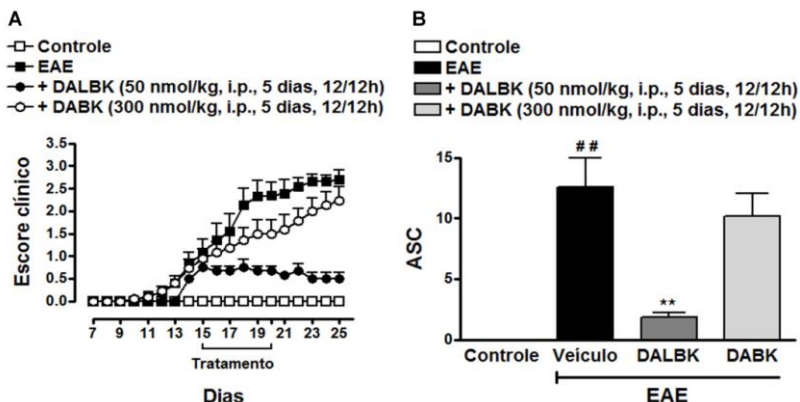 A
Controle
EAE
+ DALBK (50 nmol/kg, i.p., 5 dias, 12/12h)
+ DABK (300 nmol/kg, i.p., 5 dias, 12/12h)
Escore clínico
3.5
3.0
2.5
2.0
1.5
1.0
0.5
0.0
7 9 11 13 15 17 19 21 23 25
Tratamento
Dias
B
Controle
EAE
+ DALBK (50 nmol/kg, i.p., 5 dias, 12/12h)
+ DABK (300 nmol/kg, i.p., 5 dias, 12/12h)
ASC
15
10
5
0
##
**
Controle Veículo DALBK DABK
EAE